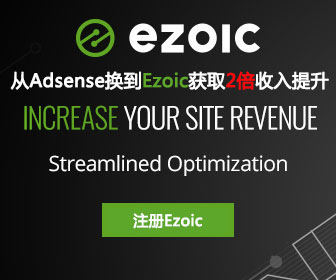 ezoic
从Adsense换到Ezoic获取2倍收入提升
INCREASE YOUR SITE REVENUE
Streamlined Optimization
注册Ezoic